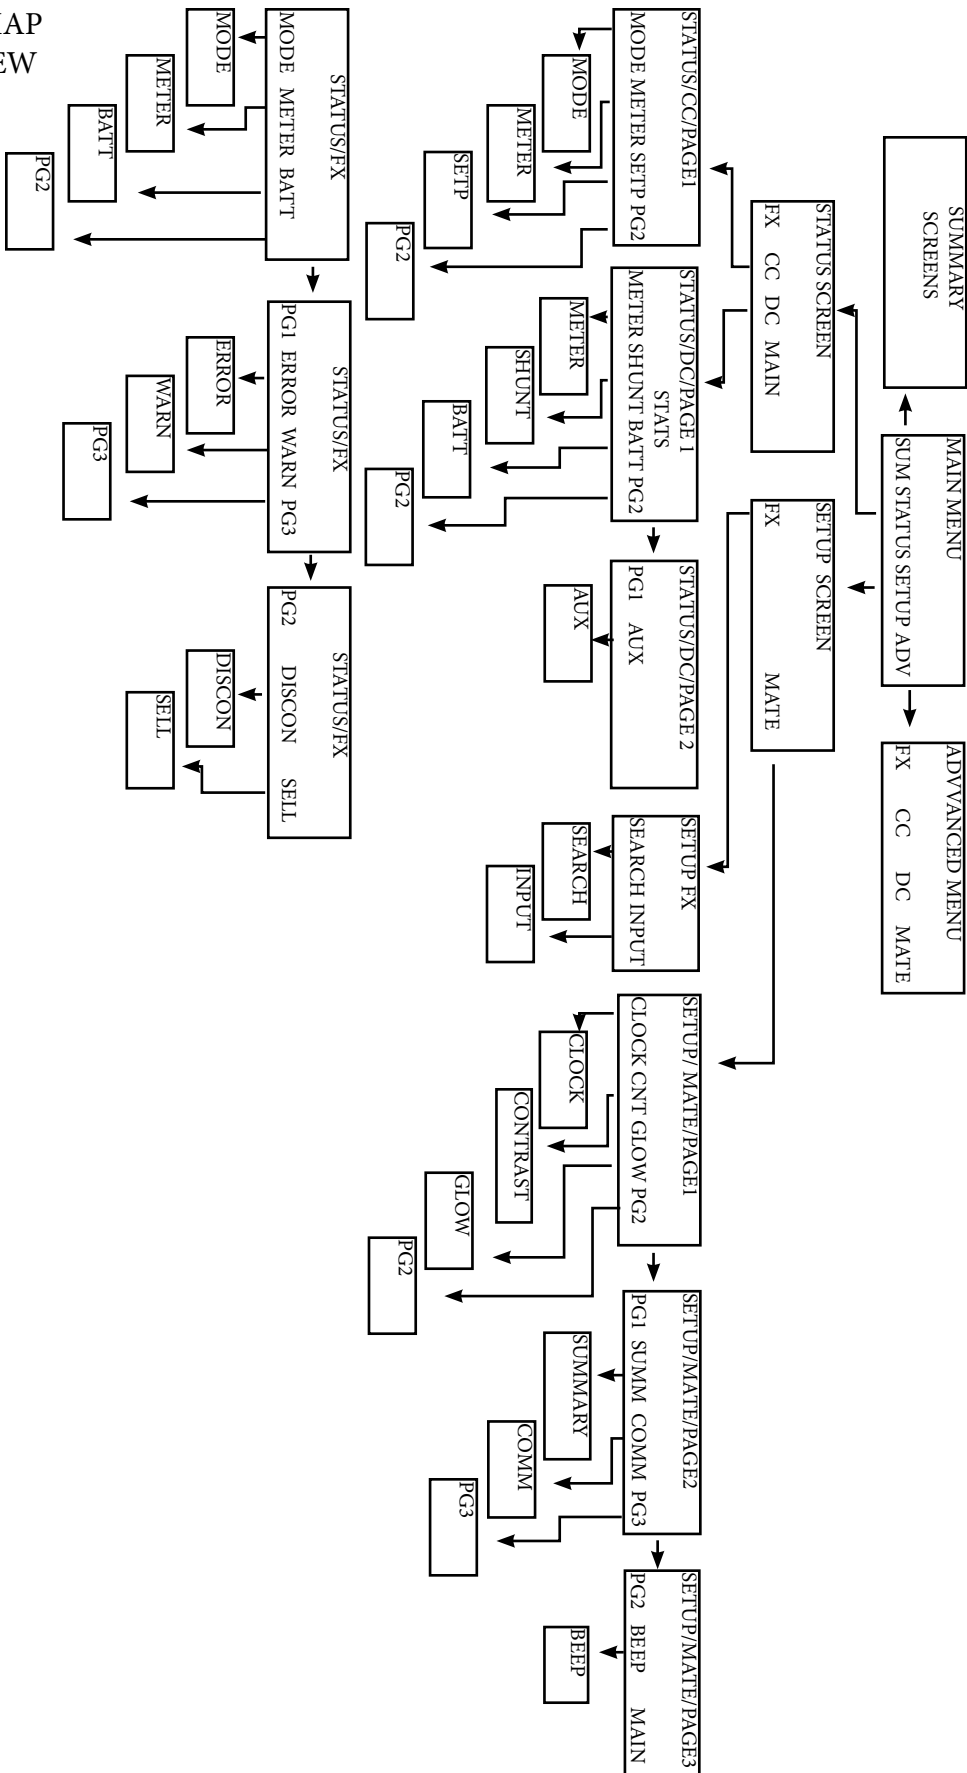 MAP
EW
SUMMARY
SCREENS
MAIN MENU
SUM STATUS SETUP ADV
ADVVANCED MENU
FX CC DC MATE
STATUS SCREEN
FX CC DC MAIN
SETUP SCREEN
FX MATE
STATUS/CC/PAGE1
MODE METER SETP PG2
MODE
METER
SETP
PG2
STATUS/DC/PAGE 1
STATS
METER SHUNT BATT PG2
METER
SHUNT
BATT
PG2
STATUS/DC/PAGE 2
PG1 AUX
AUX
SETUP FX
SEARCH INPUT
SEARCH
INPUT
SETUP/ MATE/PAGE1
CLOCK CNT GLOW PG2
CLOCK
CONTRAST
GLOW
PG2
SETUP/MATE/PAGE2
PG1 SUMM COMM PG3
SUMMARY
COMM
PG3
SETUP/MATE/PAGE3
PG2 BEEP MAIN
BEEP
STATUS/FX
MODE METER BATT
MODE
METER
BATT
PG2
STATUS/FX
PG1 ERROR WARN PG3
ERROR
WARN
PG3
STATUS/FX
PG2 DISCON SELL
DISCON
SELL